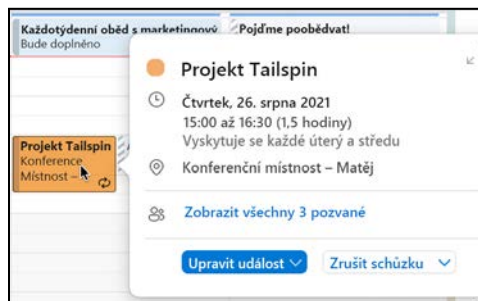 Každotýdenní oběd s marketingový
Bude doplněno
Pojďme poobědvat!
Projekt Tailspin
Čtvrtek, 26. srpna 2021
15:00 až 16:30 (1,5 hodiny)
Vyskytuje se každé úterý a středu
Konferenční místnost – Matěj
Zobrazit všechny 3 pozvané
Upravit událost
Zrušit schůzku
Projekt Tailspin
Konference
Místnost –